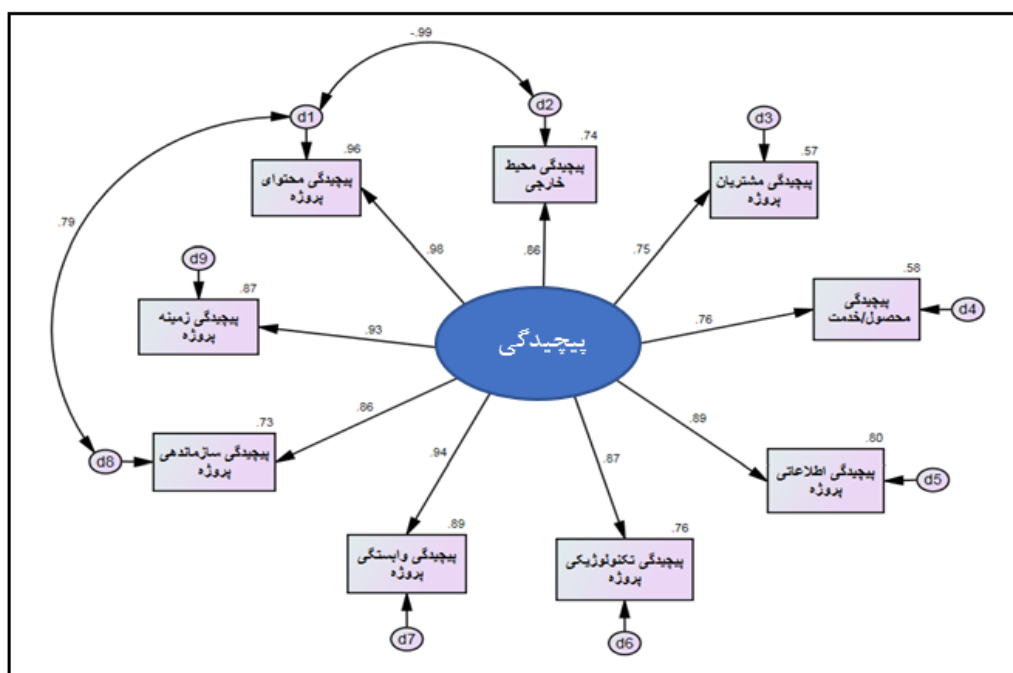 -.99
d1
d2
d3
.96
پیچیدگی محتوای
پروژه
.74
پیچیدگی محیط
خارجی
.57
پیچیدگی مشتریان
پروژه
.79
.98
.86
.75
d9
.87
پیچیدگی زمینه
پروژه
.93
پیچیدگی
.76
.58
پیچیدگی
محصول/خدمت
d4
.86
.94
.87
.89
d8
.73
پیچیدگی سازماندهی
پروژه
.80
پیچیدگی اطلاعاتی
پروژه
d5
.89
پیچیدگی وابستگی
پروژه
.76
پیچیدگی تکنولوژیکی
پروژه
d7
d6